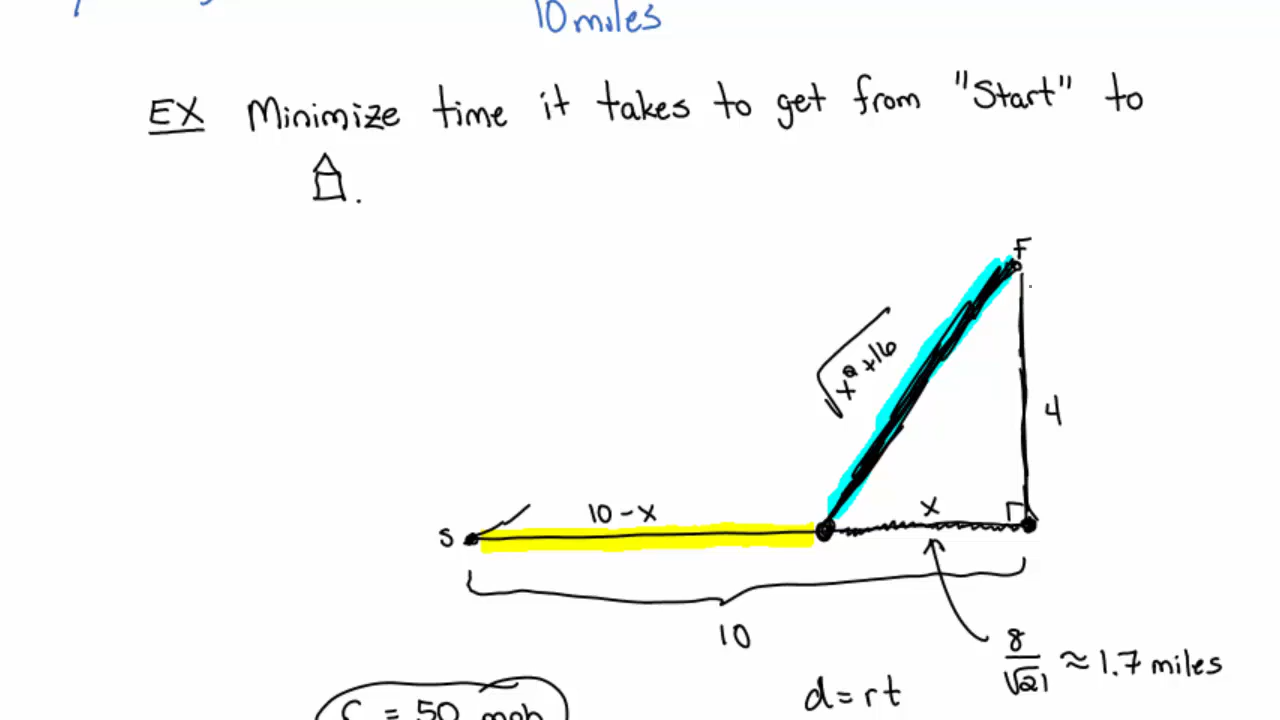 10 miles
EX Minimize time it takes to get from "Start" to
.
F
√x²+16
4
10 - x
x
S
10
8/√21 ≈ 1.7 miles
d = rt
= 50 mph